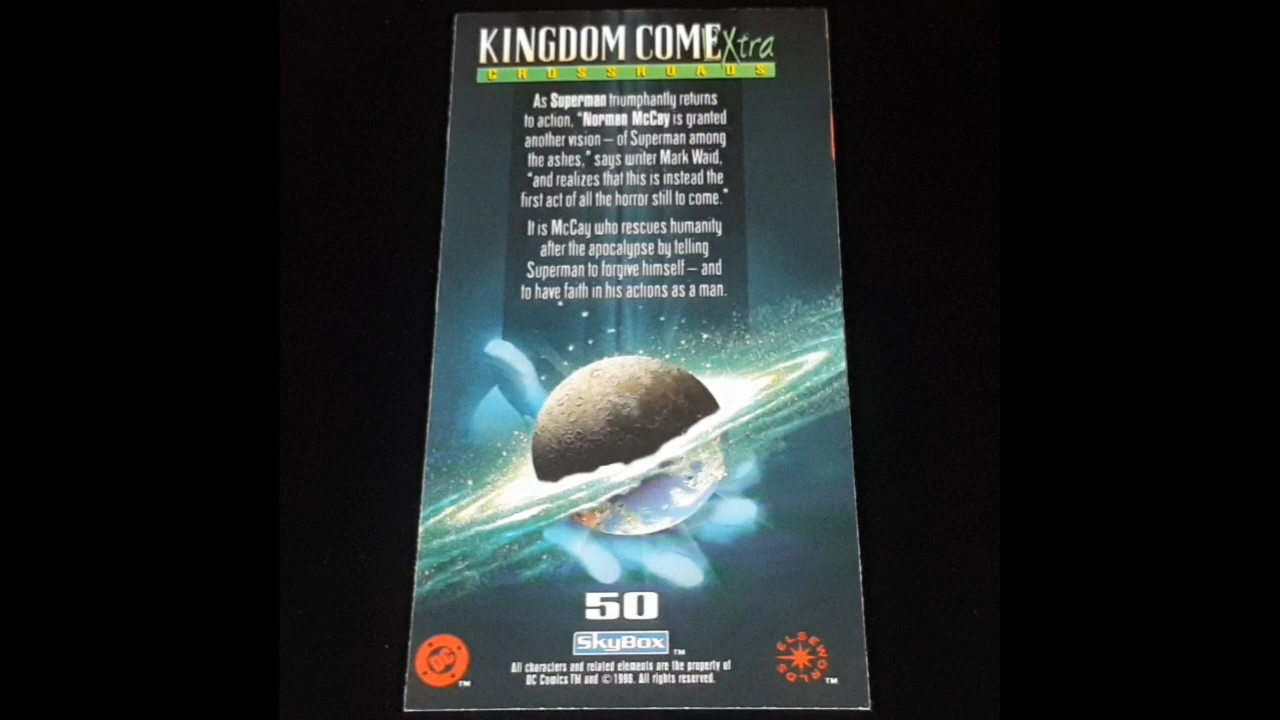 KINGDOM COME Xtra
CROSSROADS
As Superman triumphantly returns
to action, "Norman McCay is granted
another vision – of Superman among
the ashes," says writer Mark Waid,
"and realizes that this is instead the
first act of all the horror still to come."
It is McCay who rescues humanity
after the apocalypse by telling
Superman to forgive himself – and
to have faith in his actions as a man.
50
SkyBox TM
DC TM
ELSEWORLDS TM
All characters and related elements are the property of
DC Comics TM and © 1996. All rights reserved.